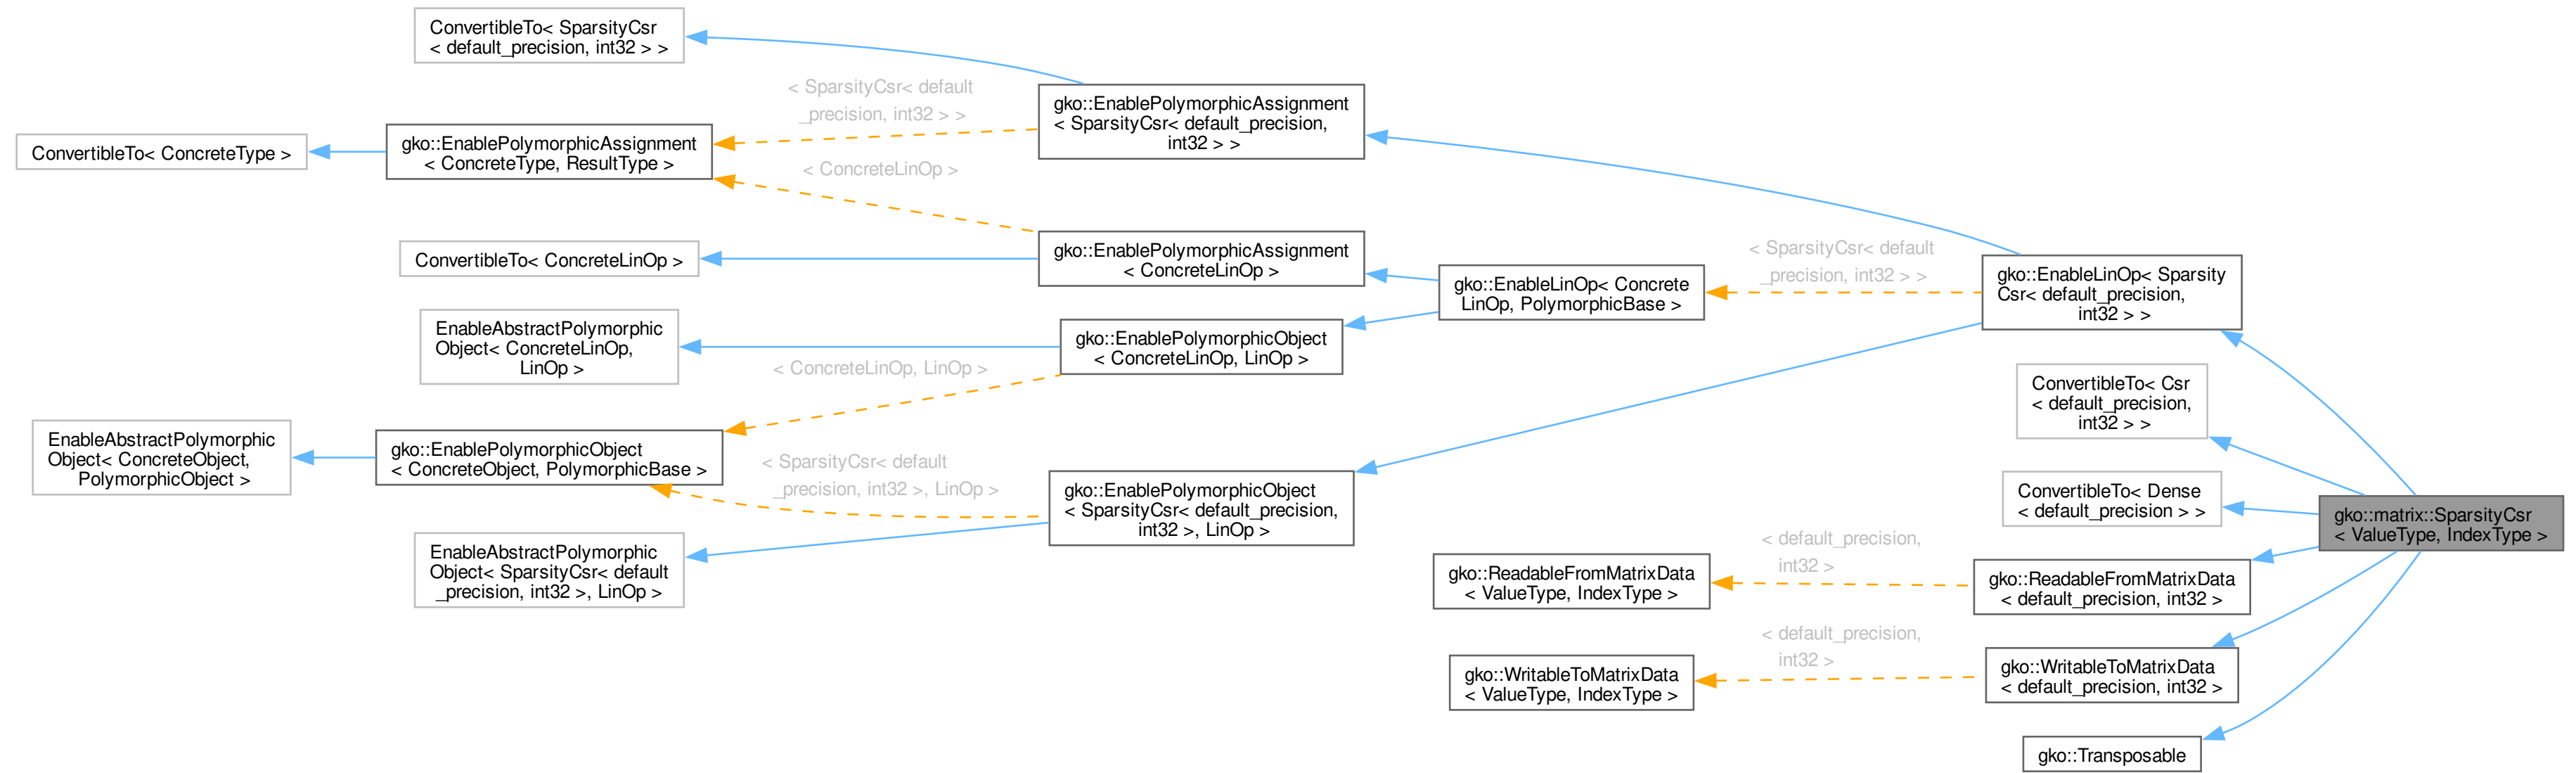 ConvertibleTo< SparsityCsr
< default_precision, int32 > >
< SparsityCsr< default
_precision, int32 > >
gko::EnablePolymorphicAssignment
< SparsityCsr< default_precision,
int32 > >
ConvertibleTo< ConcreteType >
gko::EnablePolymorphicAssignment
< ConcreteType, ResultType >
< ConcreteLinOp >
ConvertibleTo< ConcreteLinOp >
gko::EnablePolymorphicAssignment
< ConcreteLinOp >
gko::EnableLinOp< Concrete
LinOp, PolymorphicBase >
< SparsityCsr< default
_precision, int32 > >
gko::EnableLinOp< Sparsity
Csr< default_precision,
int32 > >
EnableAbstractPolymorphic
Object< ConcreteLinOp,
LinOp >
gko::EnablePolymorphicObject
< ConcreteLinOp, LinOp >
< ConcreteLinOp, LinOp >
ConvertibleTo< Csr
< default_precision,
int32 > >
EnableAbstractPolymorphic
Object< ConcreteObject,
PolymorphicObject >
gko::EnablePolymorphicObject
< ConcreteObject, PolymorphicBase >
< SparsityCsr< default
_precision, int32 >, LinOp >
gko::EnablePolymorphicObject
< SparsityCsr< default_precision,
int32 >, LinOp >
ConvertibleTo< Dense
< default_precision > >
gko::matrix::SparsityCsr
< ValueType, IndexType >
EnableAbstractPolymorphic
Object< SparsityCsr< default
_precision, int32 >, LinOp >
gko::ReadableFromMatrixData
< ValueType, IndexType >
< default_precision,
int32 >
gko::ReadableFromMatrixData
< default_precision, int32 >
gko::WritableToMatrixData
< ValueType, IndexType >
< default_precision,
int32 >
gko::WritableToMatrixData
< default_precision, int32 >
gko::Transposable